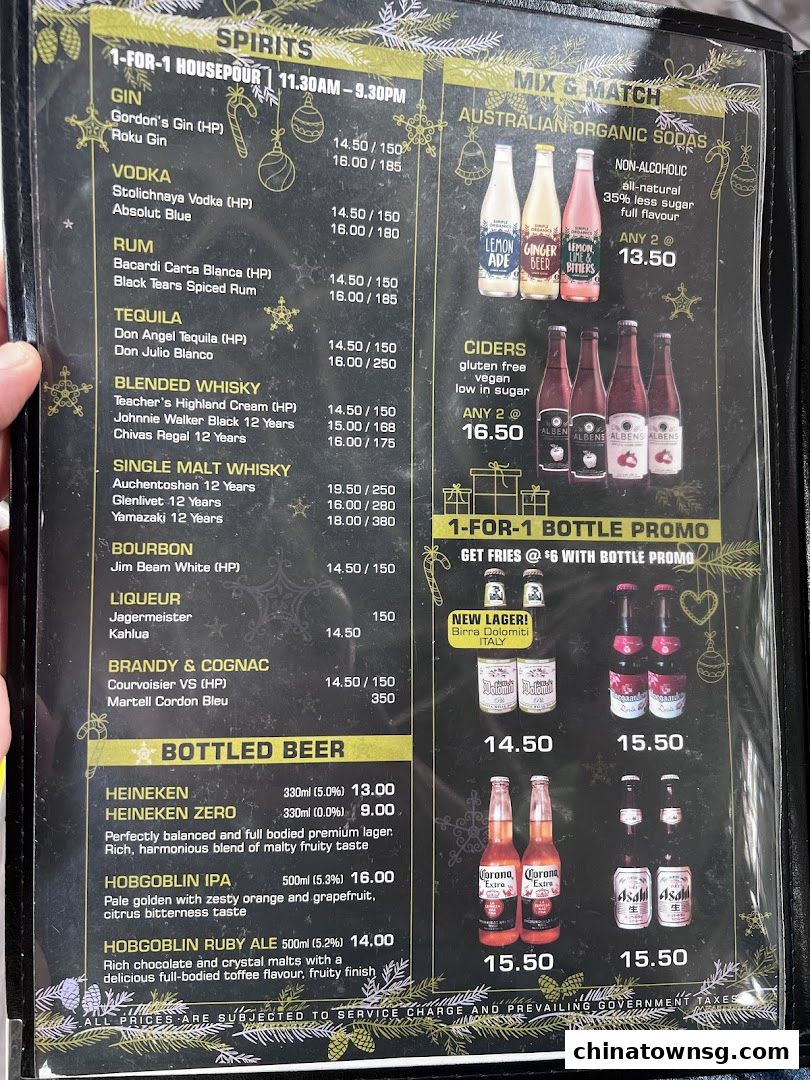 SPIRITS
1-FOR-1 HOUSEPOUR | 11.30AM – 9.30PM
GIN
Gordon's Gin (HP) 14.50 / 150
Roku Gin 16.00 / 185
VODKA
Stolichnaya Vodka (HP) 14.50 / 150
Absolut Blue 16.00 / 180
RUM
Bacardi Carta Blanca (HP) 14.50 / 150
Black Tears Spiced Rum 16.00 / 185
TEQUILA
Don Angel Tequila (HP) 14.50 / 150
Don Julio Blanco 16.00 / 250
BLENDED WHISKY
Teacher's Highland Cream (HP) 14.50 / 150
Johnnie Walker Black 12 Years 15.00 / 168
Chivas Regal 12 Years 16.00 / 175
SINGLE MALT WHISKY
Auchentoshan 12 Years 19.50 / 250
Glenlivet 12 Years 16.00 / 280
Yamazaki 12 Years 18.00 / 380
BOURBON
Jim Beam White (HP) 14.50 / 150
LIQUEUR
Jagermeister 150
Kahlua 14.50
BRANDY & COGNAC
Courvoisier VS (HP) 14.50 / 150
Martell Cordon Bleu 350
BOTTLED BEER
HEINEKEN 330ml (5.0%) 13.00
HEINEKEN ZERO 330ml (0.0%) 9.00
Perfectly balanced and full bodied premium lager.
Rich, harmonious blend of malty fruity taste
HOBGOBLIN IPA 500ml (5.3%) 16.00
Pale golden with zesty orange and grapefruit,
citrus bitterness taste
HOBGOBLIN RUBY ALE 500ml (5.2%) 14.00
Rich chocolate and crystal malts with a
delicious full-bodied toffee flavour, fruity finish
MIX & MATCH
AUSTRALIAN ORGANIC SODAS
NON-ALCOHOLIC
all-natural
35% less sugar
full flavour
ANY 2 @
13.50
SIMPLE ORGANICS
LEMON
ADE
SIMPLE ORGANICS
GINGER
BEER
SIMPLE ORGANICS
LEMON,
LIME &
BITTERS
CIDERS
gluten free
vegan
low in sugar
ANY 2 @
16.50
ALBENS
ALBENS
ALBENS
ALBENS
1-FOR-1 BOTTLE PROMO
GET FRIES @ $6 WITH BOTTLE PROMO
NEW LAGER!
Birra Dolomiti
ITALY
14.50
15.50
Corona
Extra
Corona
Extra
15.50
Asahi
生
Asahi
生
15.50
ALL PRICES ARE SUBJECTED TO SERVICE CHARGE AND PREVAILING GOVERNMENT TAXES
chinatownsg.com